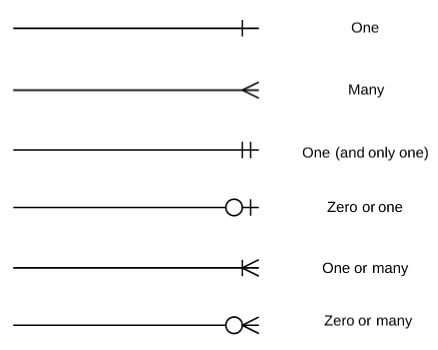 One
Many
One (and only one)
Zero or one
One or many
Zero or many